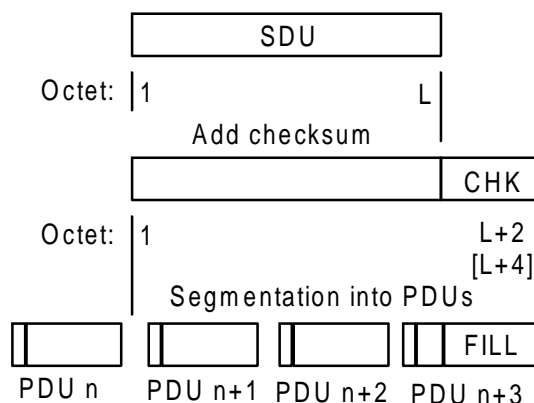 SDU
Octet: 1 L
Add checksum
CHK
Octet: 1 L+2
[L+4]
Segmentation into PDUs
FILL
PDU n PDU n+1 PDU n+2 PDU n+3